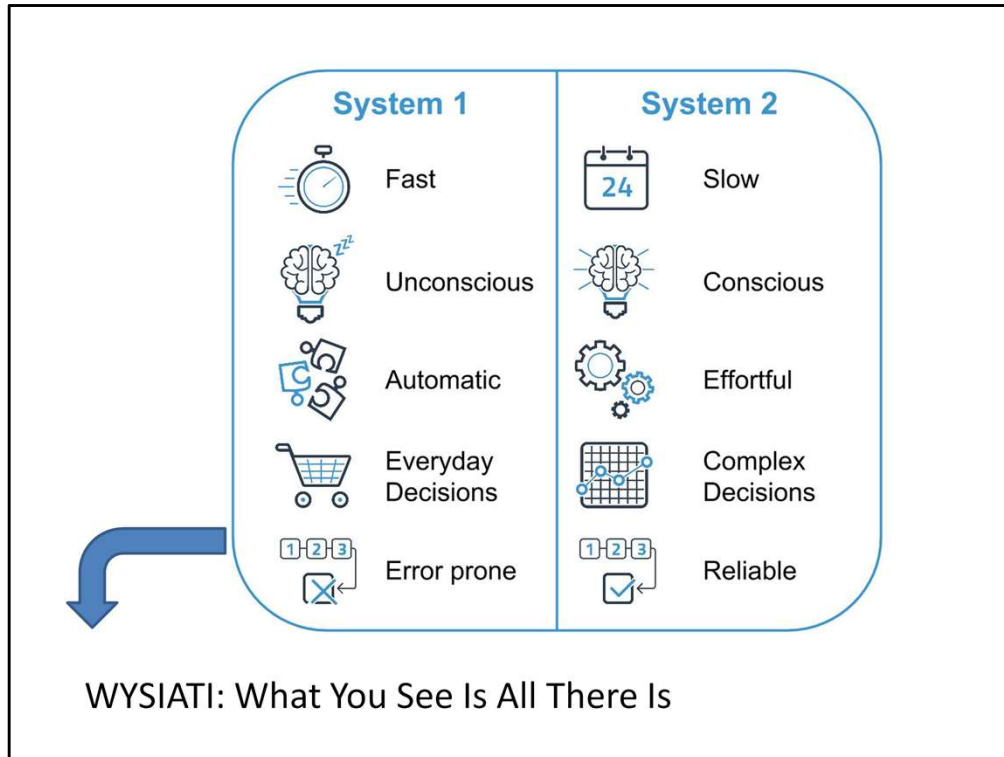 System 1
Fast
zzz
Unconscious
Automatic
Everyday
Decisions
1 2 3
Error prone
System 2
24
Slow
Conscious
Effortful
Complex
Decisions
1 2 3
Reliable
WYSIATI: What You See Is All There Is